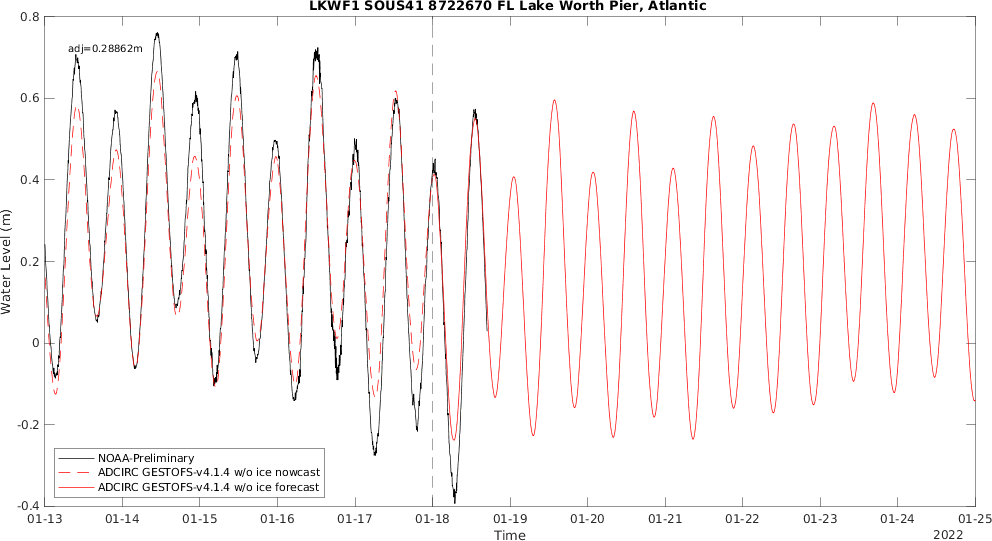 LKWF1 SOUS41 8722670 FL Lake Worth Pier, Atlantic
adj=0.28862m
0.8
0.6
0.4
0.2
0
-0.2
-0.4
Water Level (m)
NOAA-Preliminary
ADCIRC GESTOFS-v4.1.4 w/o ice nowcast
ADCIRC GESTOFS-v4.1.4 w/o ice forecast
01-13 01-14 01-15 01-16 01-17 01-18 01-19 01-20 01-21 01-22 01-23 01-24 01-25
Time
2022